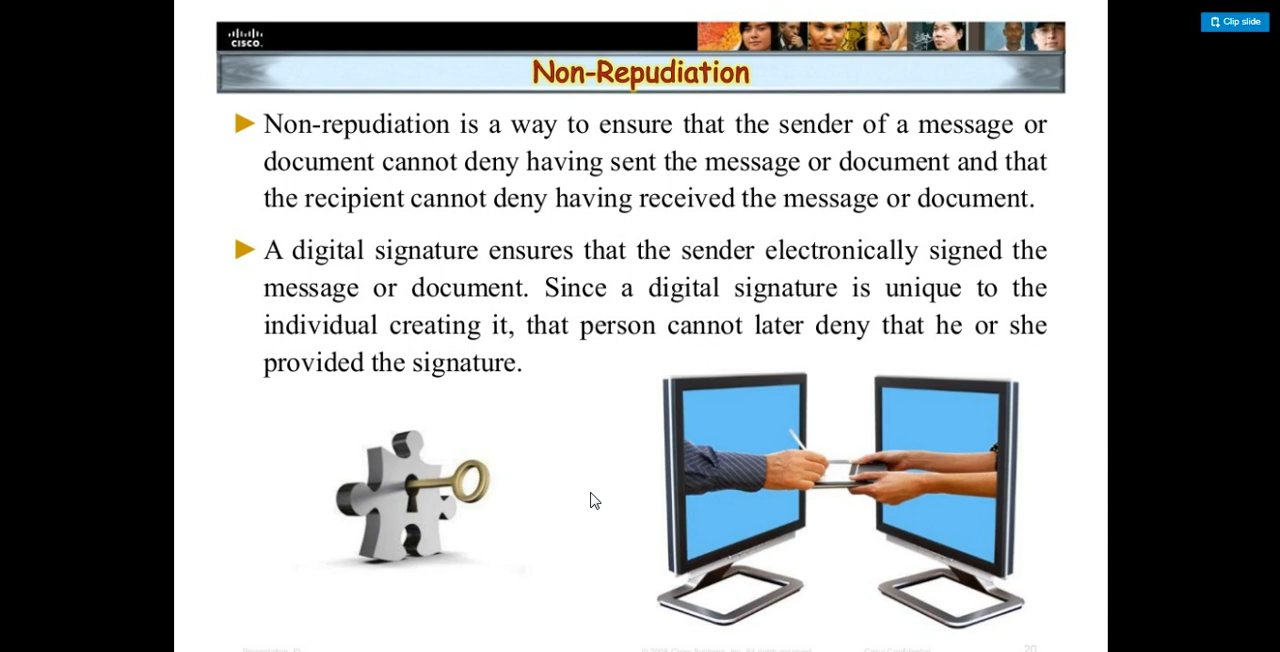 Clip slide
CISCO.
Non-Repudiation
Non-repudiation is a way to ensure that the sender of a message or
document cannot deny having sent the message or document and that
the recipient cannot deny having received the message or document.
A digital signature ensures that the sender electronically signed the
message or document. Since a digital signature is unique to the
individual creating it, that person cannot later deny that he or she
provided the signature.
20